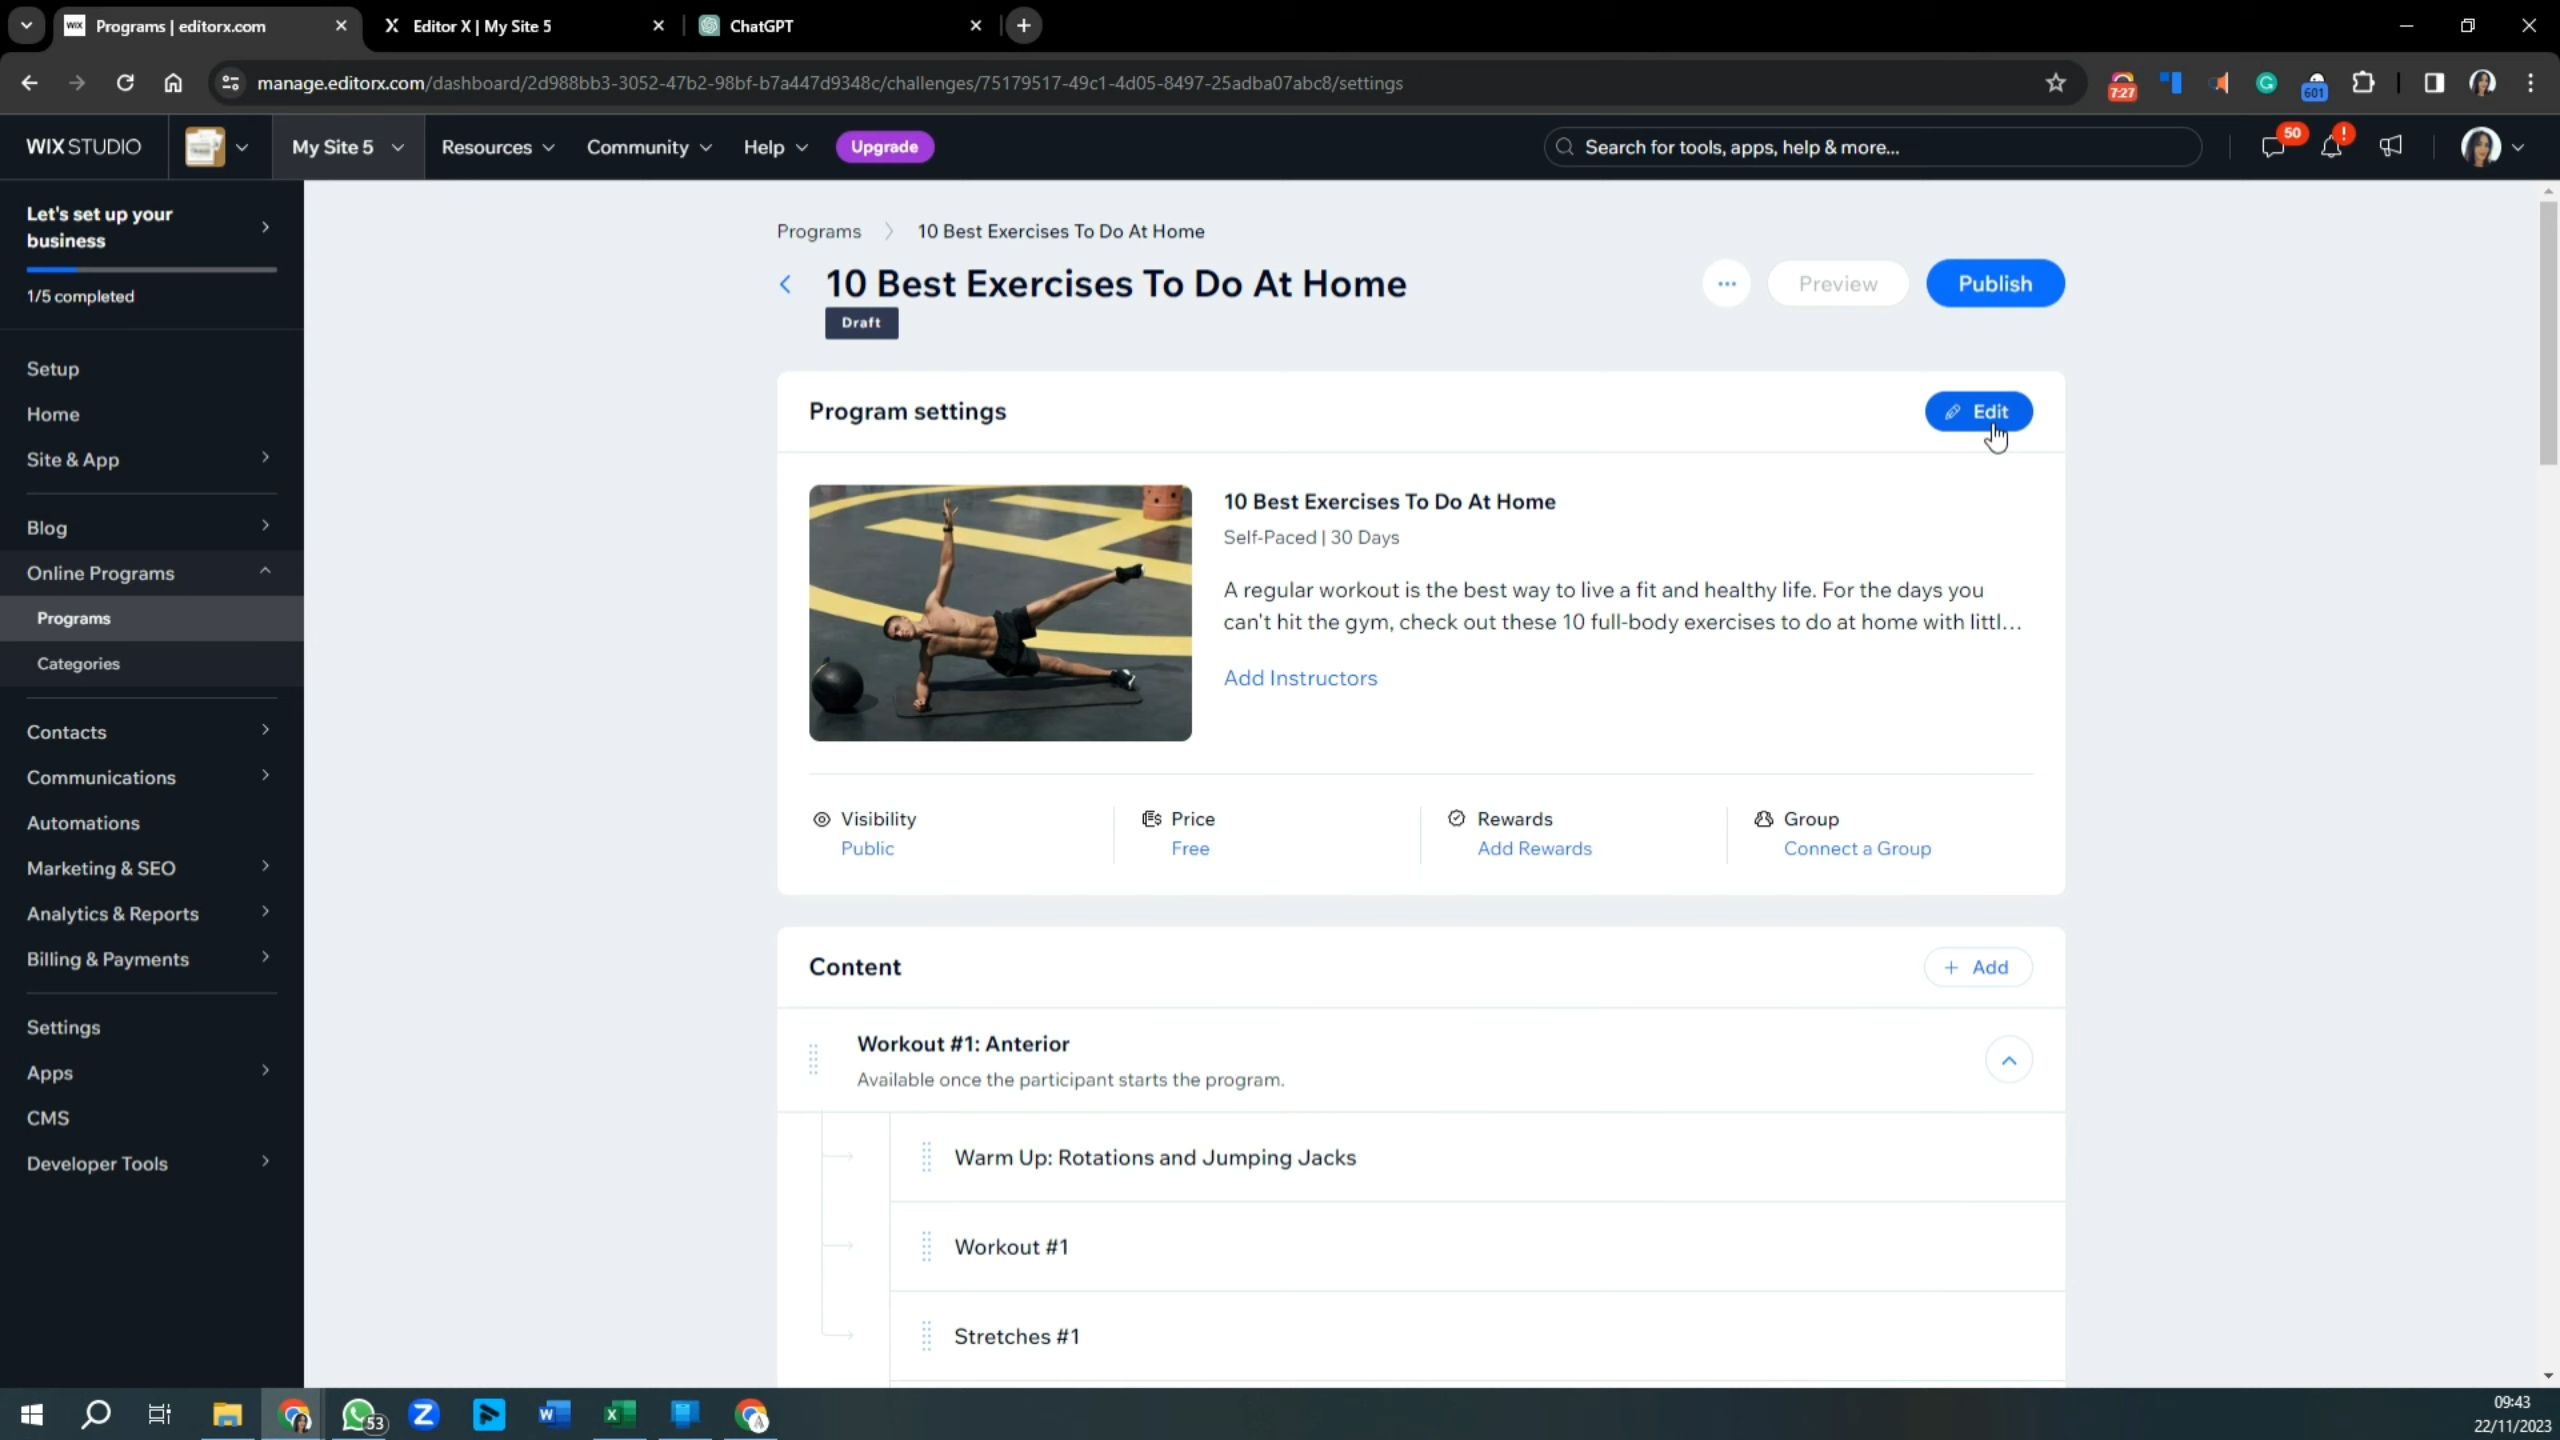 Programs | editorx.com
Editor X | My Site 5
ChatGPT
manage.editorx.com/dashboard/2d988bb3-3052-47b2-98bf-b7a447d9348c/challenges/75179517-49c1-4d05-8497-25adba07abc8/settings
7:27
601
WIX STUDIO
My Site 5
Resources
Community
Help
Upgrade
Search for tools, apps, help & more...
50
Let's set up your
business
1/5 completed
Setup
Home
Site & App
Blog
Online Programs
Programs
Categories
Contacts
Communications
Automations
Marketing & SEO
Analytics & Reports
Billing & Payments
Settings
Apps
CMS
Developer Tools
Programs
10 Best Exercises To Do At Home
10 Best Exercises To Do At Home
Draft
Preview
Publish
Program settings
Edit
10 Best Exercises To Do At Home
Self-Paced | 30 Days
A regular workout is the best way to live a fit and healthy life. For the days you
can't hit the gym, check out these 10 full-body exercises to do at home with littl...
Add Instructors
Visibility
Public
Price
Free
Rewards
Add Rewards
Group
Connect a Group
Content
+ Add
Workout #1: Anterior
Available once the participant starts the program.
Warm Up: Rotations and Jumping Jacks
Workout #1
Stretches #1
53
09:43
22/11/2023